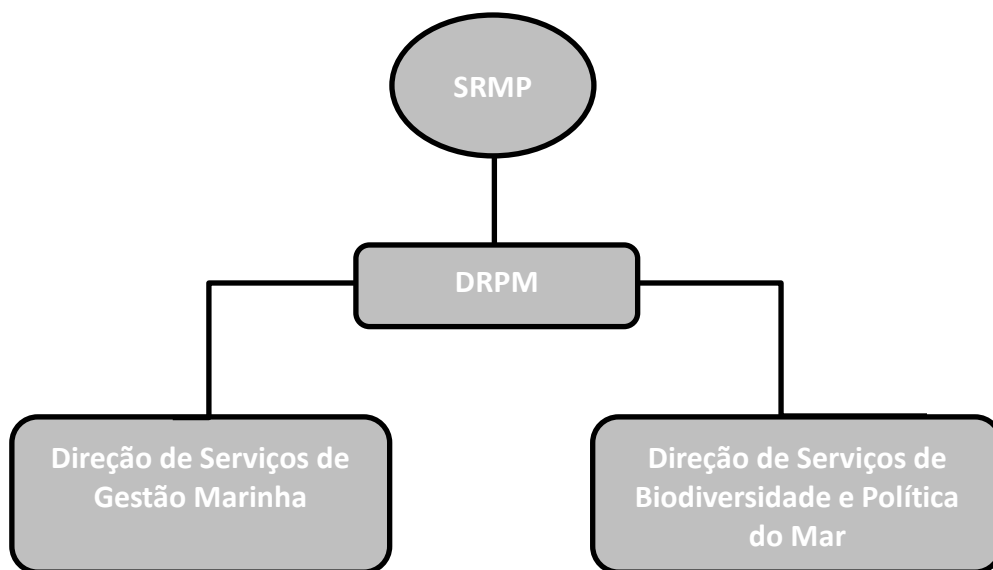 SRMP
DRPM
Direção de Serviços de
Gestão Marinha
Direção de Serviços de
Biodiversidade e Política
do Mar